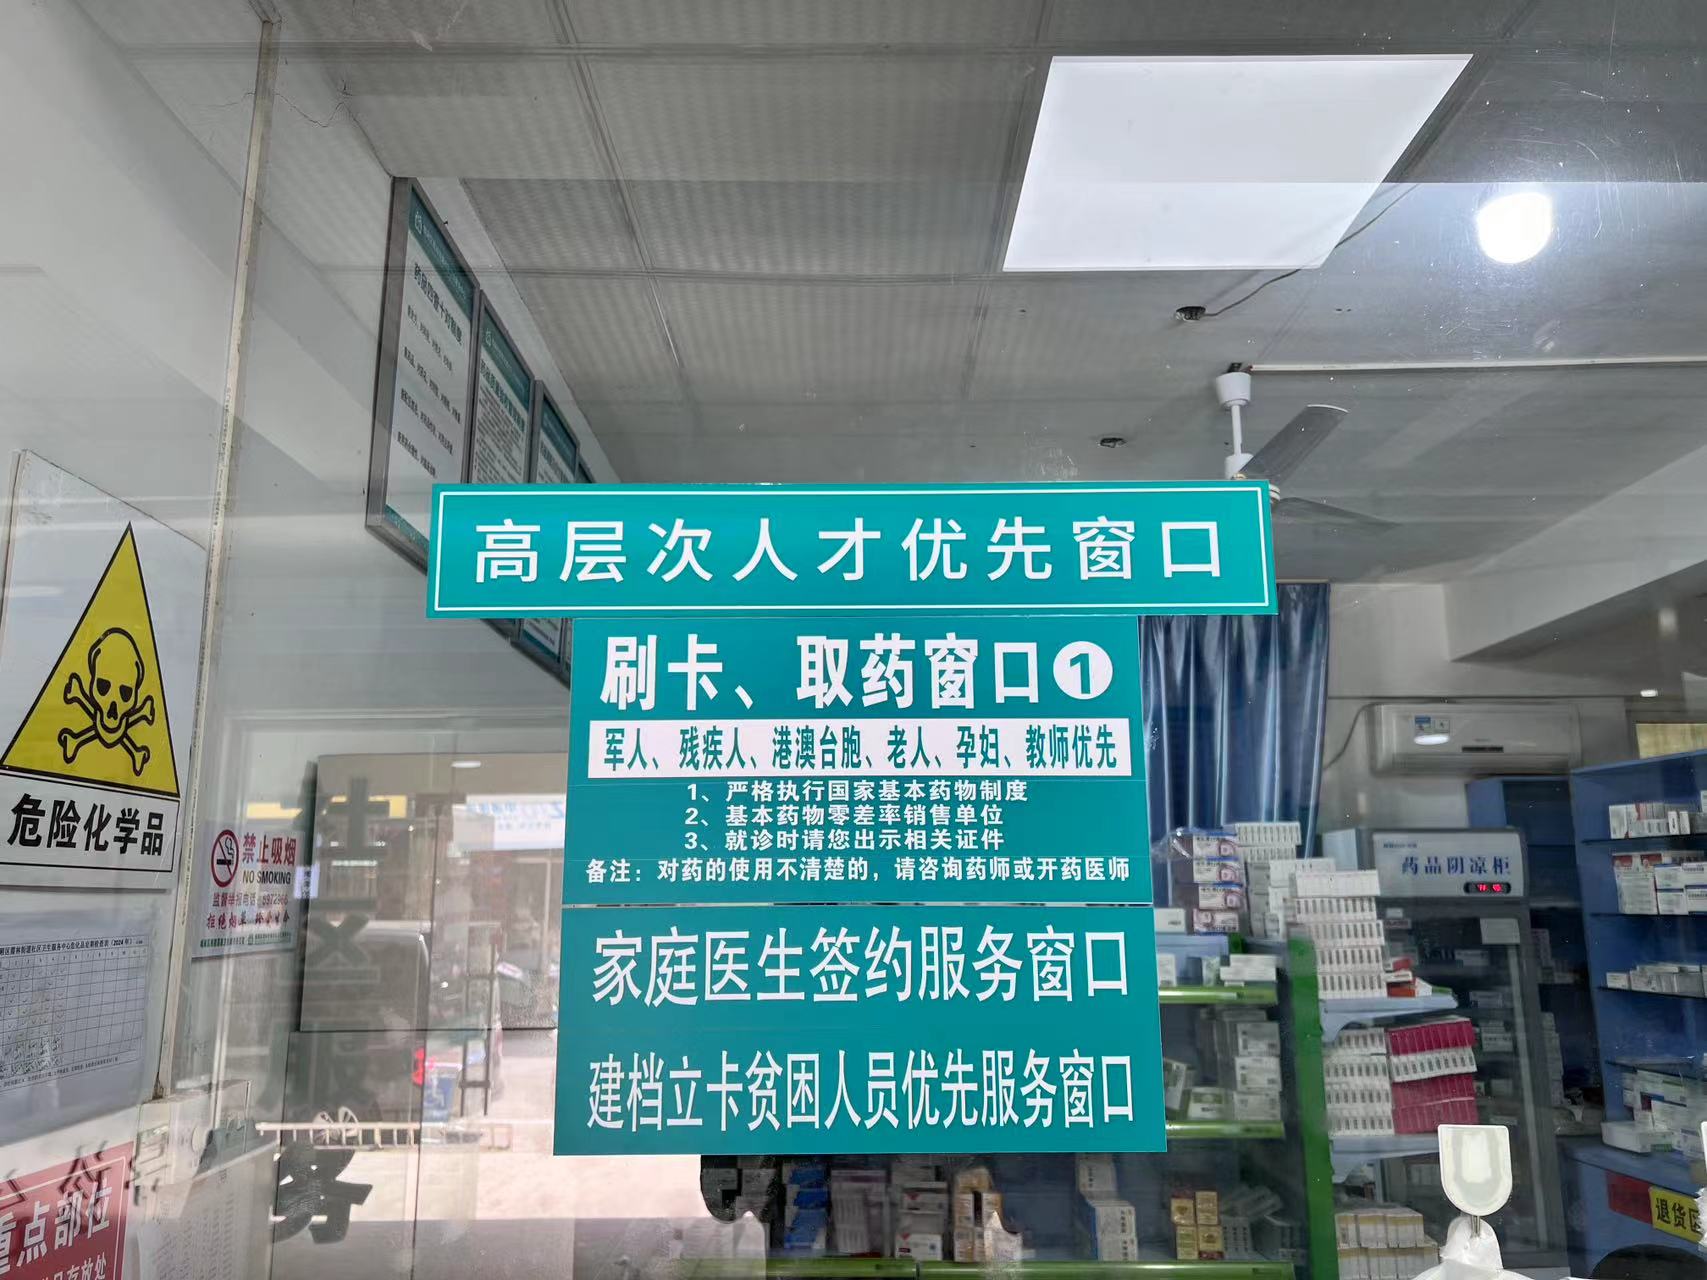 高层次人才优先窗口
刷卡、取药窗口1
军人、残疾人、港澳台胞、老人、孕妇、教师优先
1、严格执行国家基本药物制度
2、基本药物零差率销售单位
3、就诊时请您出示相关证件
备注：对药的使用不清楚的，请咨询药师或开药医师
家庭医生签约服务窗口
建档立卡贫困人员优先服务窗口
危险化学品
禁止吸烟
NO SMOKING
监督举报电话
药品阴凉柜
重点部位
退货区